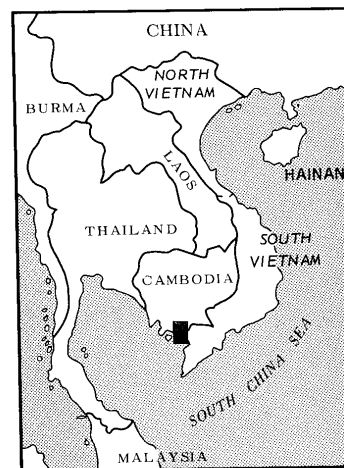 CHINA
NORTH
VIETNAM
BURMA
LAOS
HAINAN
THAILAND
SOUTH
VIETNAM
CAMBODIA
SOUTH CHINA SEA
MALAYSIA